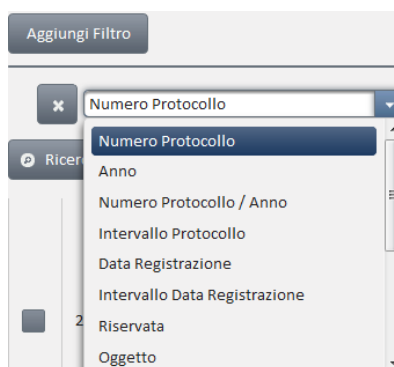 Aggiungi Filtro
Numero Protocollo
Numero Protocollo
Anno
Numero Protocollo / Anno
Intervallo Protocollo
Data Registrazione
Intervallo Data Registrazione
Riservata
Oggetto